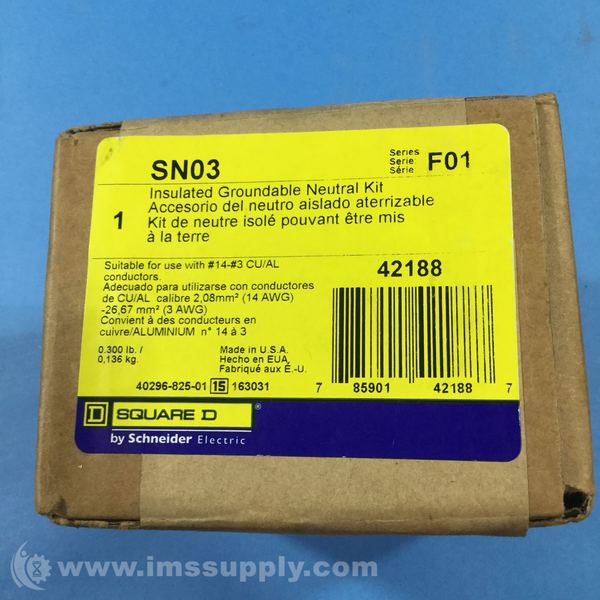 SN03
Series
Serie:
Série:
F01
1
Insulated Groundable Neutral Kit
Accesorio del neutro aislado aterrizable
Kit de neutre isolé pouvant être mis
à la terre
Suitable for use with #14-#3 CU/AL
conductors.
Adecuado para utilizarse con conductores
de CU/AL calibre 2,08mm² (14 AWG)
-26,67 mm² (3 AWG)
Convient à des conducteurs en
cuivre/ALUMINIUM n° 14 à 3
42188
0.300 lb. /
0,136 kg.
Made in U.S.A.
Hecho en EUA.
Fabriqué aux É.-U.
40296-825-01 15 163031
7 85901 42188 7
D SQUARE D ®
by Schneider Electric
© www.imssupply.com